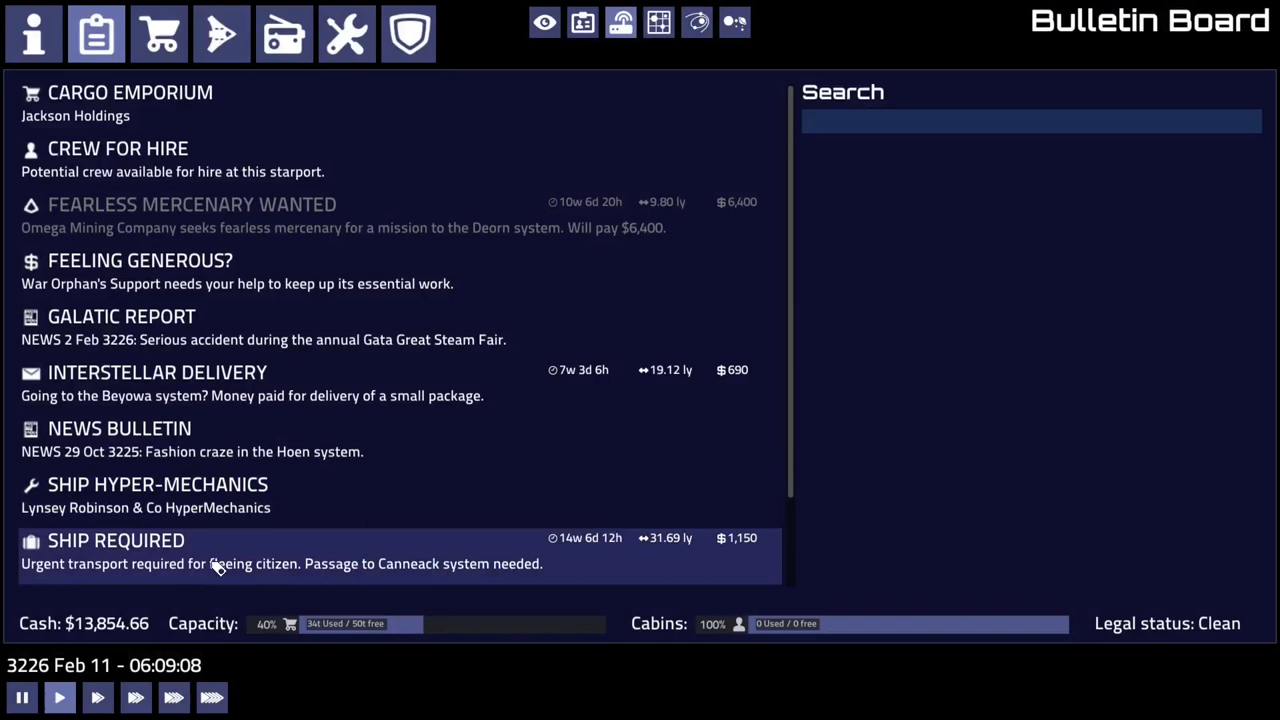 Bulletin Board
CARGO EMPORIUM
Jackson Holdings
CREW FOR HIRE
Potential crew available for hire at this starport.
FEARLESS MERCENARY WANTED 10w 6d 20h 9.80 ly $6,400
Omega Mining Company seeks fearless mercenary for a mission to the Deorn system. Will pay $6,400.
FEELING GENEROUS?
War Orphan's Support needs your help to keep up its essential work.
GALATIC REPORT
NEWS 2 Feb 3226: Serious accident during the annual Gata Great Steam Fair.
INTERSTELLAR DELIVERY 7w 3d 6h 19.12 ly $690
Going to the Beyowa system? Money paid for delivery of a small package.
NEWS BULLETIN
NEWS 29 Oct 3225: Fashion craze in the Hoen system.
SHIP HYPER-MECHANICS
Lynsey Robinson & Co HyperMechanics
SHIP REQUIRED 14w 6d 12h 31.69 ly $1,150
Urgent transport required for fleeing citizen. Passage to Canneack system needed.
Search
Cash: $13,854.66 Capacity: 40% 34t Used / 50t free Cabins: 100% 0 Used / 0 free Legal status: Clean
3226 Feb 11 - 06:09:08